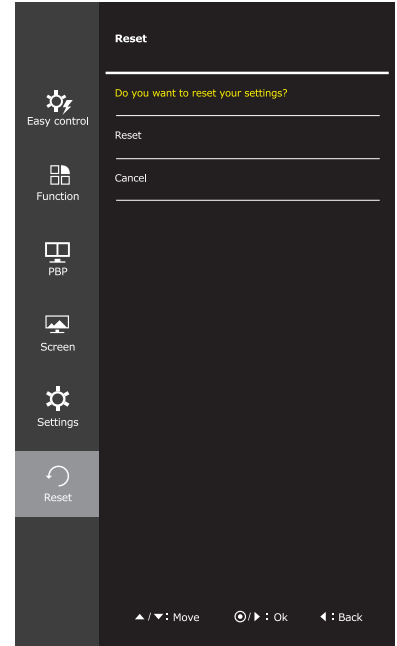 Reset
Do you want to reset your settings?
Reset
Cancel
Easy control
Function
PBP
Screen
Settings
Reset
▲/▼: Move ◉/▶: Ok ◀: Back